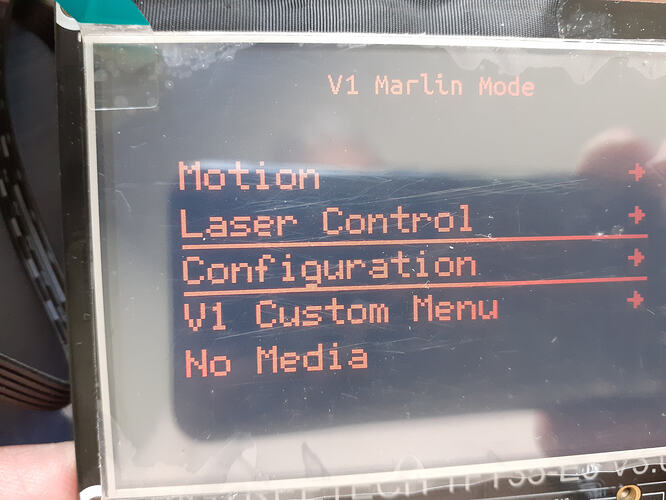 V1 Marlin Mode
Motion +
Laser Control +
Configuration +
V1 Custom Menu +
No Media